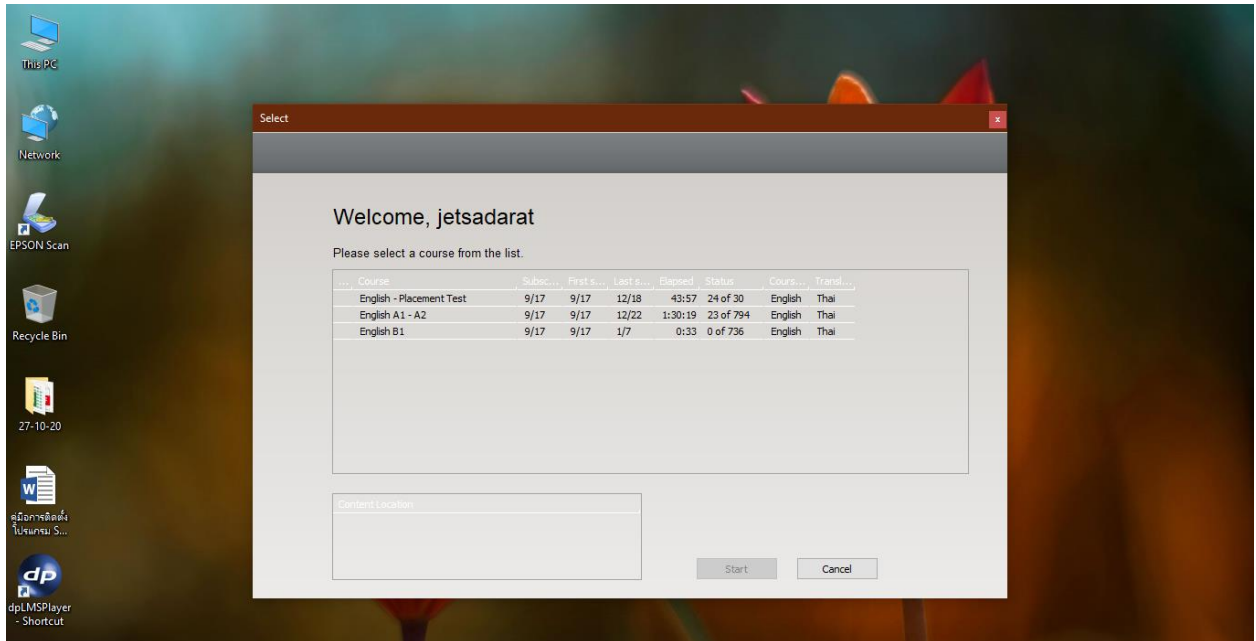 This PC
Network
EPSON Scan
Recycle Bin
27-10-20
คู่มือการติดตั้ง
โปรแกรม S...
dp
dpLMSPlayer
- Shortcut
Select
x
Welcome, jetsadarat
Please select a course from the list.
... Course Subsc... First s... Last s... Elapsed Status Cours... Transl...
English - Placement Test 9/17 9/17 12/18 43:57 24 of 30 English Thai
English A1 - A2 9/17 9/17 12/22 1:30:19 23 of 794 English Thai
English B1 9/17 9/17 1/7 0:33 0 of 736 English Thai
Content Location
Start Cancel